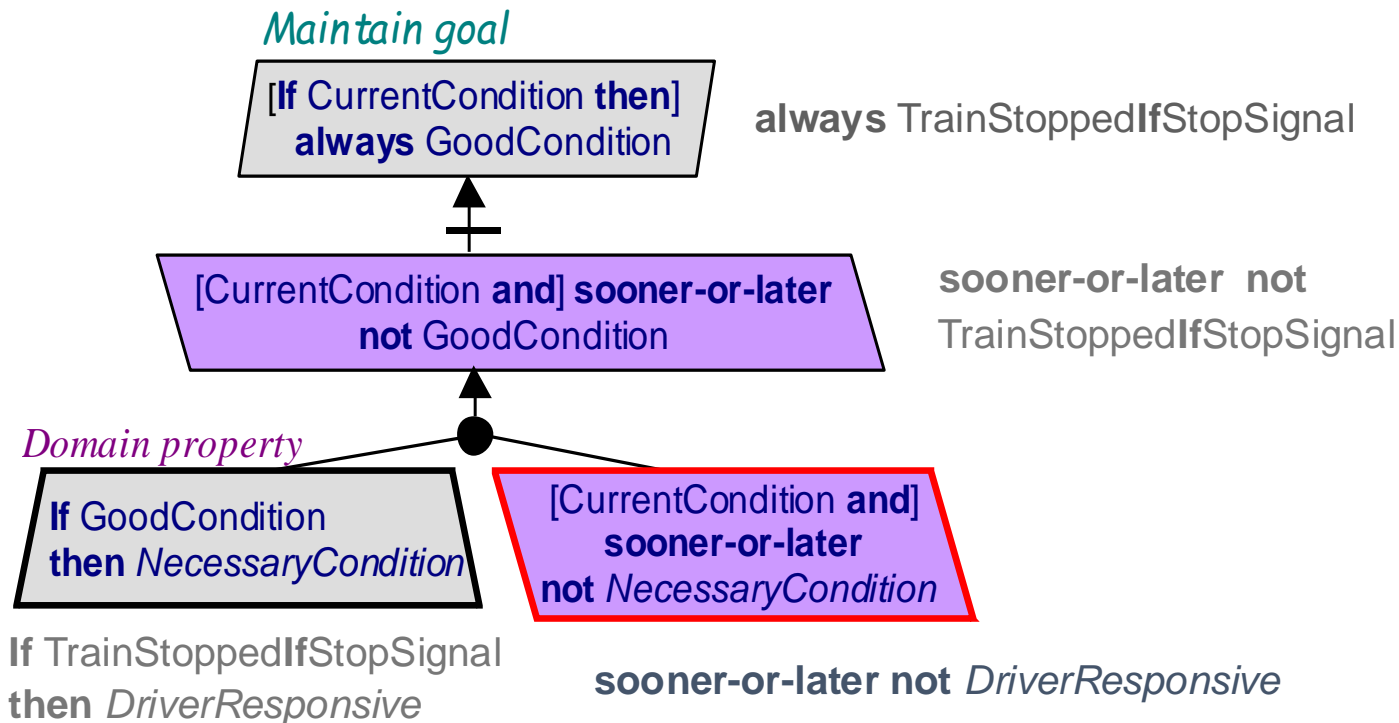 Maintain goal
[If CurrentCondition then]
always GoodCondition
always TrainStoppedIfStopSignal
[CurrentCondition and] sooner-or-later
not GoodCondition
sooner-or-later not
TrainStoppedIfStopSignal
Domain property
If GoodCondition
then NecessaryCondition
[CurrentCondition and]
sooner-or-later
not NecessaryCondition
If TrainStoppedIfStopSignal
then DriverResponsive
sooner-or-later not DriverResponsive